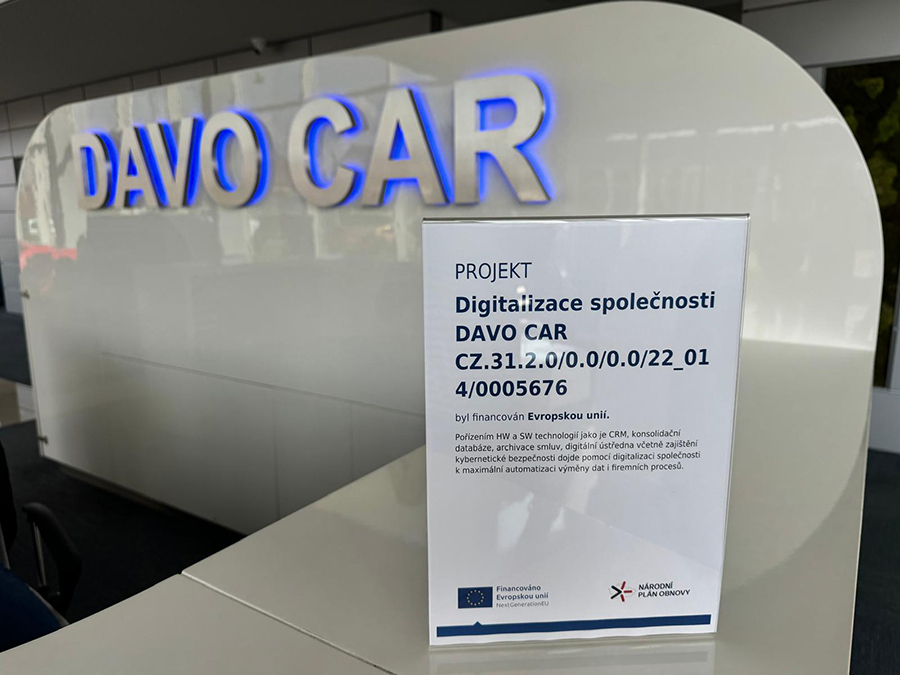 DAVO CAR
PROJEKT
Digitalizace společnosti
DAVO CAR
CZ.31.2.0/0.0/0.0/22_01
4/0005676
byl financován Evropskou unií.
Pořízením HW a SW technologií jako je CRM, konsolidační
databáze, archivace smluv, digitální ústředna včetně zajištění
kybernetické bezpečnosti dojde pomocí digitalizaci společnosti
k maximální automatizaci výměny dat i firemních procesů.
Financováno
Evropskou unií
NextGenerationEU
NÁRODNÍ
PLÁN OBNOVY